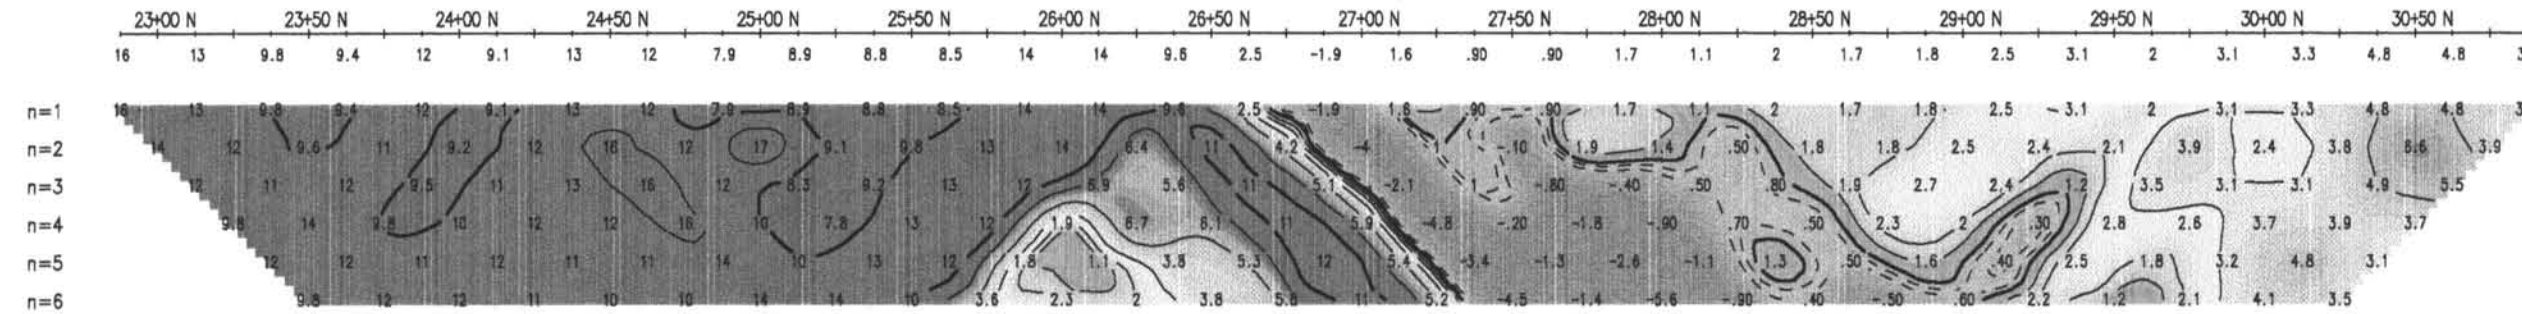 23+00 N 23+50 N 24+00 N 24+50 N 25+00 N 25+50 N 26+00 N 26+50 N 27+00 N 27+50 N 28+00 N 28+50 N 29+00 N 29+50 N 30+00 N 30+50 N
16 13 9.8 9.4 12 9.1 13 12 7.9 8.9 8.8 8.5 14 14 9.6 2.5 -1.9 1.6 .90 .90 1.7 1.1 2 1.7 1.8 2.5 3.1 2 3.1 3.3 4.8 4.8
n=1 16 13 9.8 9.4 12 9.1 13 12 7.9 8.9 8.8 8.5 14 14 9.6 2.5 -1.9 1.6 .90 .90 1.7 1.1 2 1.7 1.8 2.5 3.1 2 3.1 3.3 4.8 4.8
n=2 14 12 9.6 11 9.2 12 16 12 17 9.1 9.8 13 14 6.4 11 4.2 -4 1 -.10 1.9 1.4 .50 1.8 1.8 2.5 2.4 2.1 3.9 2.4 3.8 8.6 3.9
n=3 12 11 12 9.5 11 13 16 12 8.3 9.2 13 12 6.9 5.6 11 5.1 -2.1 1 -.80 -.40 .50 .80 1.9 2.7 2.4 1.2 3.5 3.1 3.1 4.9 5.5
n=4 9.8 14 9.8 10 12 12 16 10 7.8 13 12 1.9 6.7 6.1 11 5.9 -4.8 -.20 -1.8 -.90 .70 .50 2.3 2 .30 2.8 2.6 3.7 3.9 3.7
n=5 12 12 11 12 11 11 14 10 13 12 1.8 1.1 3.8 5.3 12 5.4 -3.4 -1.3 -2.6 -1.1 1.3 .50 1.6 .40 2.5 1.8 3.2 4.8 3.1
n=6 9.8 12 12 11 10 10 14 14 10 3.6 2.3 2 3.8 5.6 11 5.2 -4.5 -1.4 -5.6 -.90 .40 -.50 .60 2.2 1.2 2.1 4.1 3.5